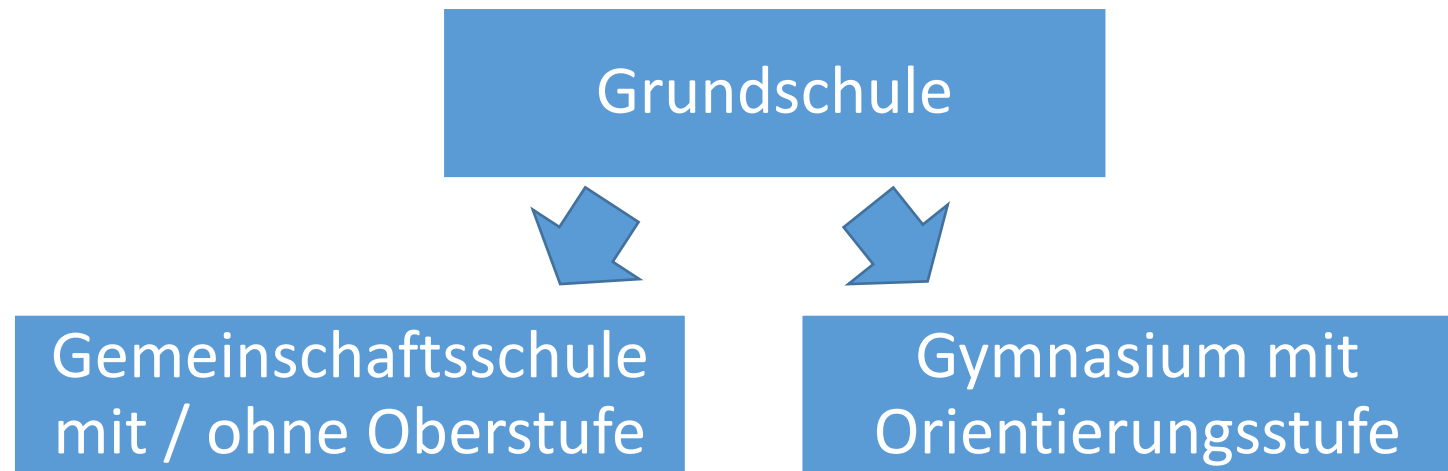 Grundschule
Gemeinschaftsschule
mit / ohne Oberstufe
Gymnasium mit
Orientierungsstufe